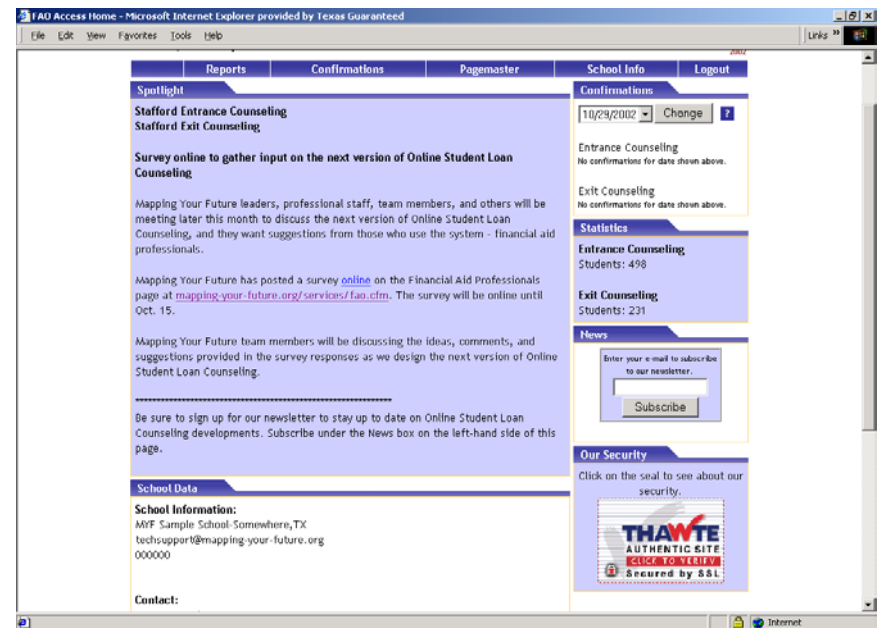 FAO Access Home - Microsoft Internet Explorer provided by Texas Guaranteed
File Edit View Favorites Tools Help
Links »
2002
Reports Confirmations Pagemaster School Info Logout
Spotlight
Stafford Entrance Counseling
Stafford Exit Counseling
Survey online to gather input on the next version of Online Student Loan
Counseling
Mapping Your Future leaders, professional staff, team members, and others will be
meeting later this month to discuss the next version of Online Student Loan
Counseling, and they want suggestions from those who use the system - financial aid
professionals.
Mapping Your Future has posted a survey online on the Financial Aid Professionals
page at mapping-your-future.org/services/fao.cfm. The survey will be online until
Oct. 15.
Mapping Your Future team members will be discussing the ideas, comments, and
suggestions provided in the survey responses as we design the next version of Online
Student Loan Counseling.
------------------------------------------------------------
Be sure to sign up for our newsletter to stay up to date on Online Student Loan
Counseling developments. Subscribe under the News box on the left-hand side of this
page.
School Data
School Information:
MYF Sample School-Somewhere,TX
techsupport@mapping-your-future.org
000000
Contact:
Confirmations
10/29/2002 Change ?
Entrance Counseling
No confirmations for date shown above.
Exit Counseling
No confirmations for date shown above.
Statistics
Entrance Counseling
Students: 498
Exit Counseling
Students: 231
News
Enter your e-mail to subscribe
to our newsletter.
Subscribe
Our Security
Click on the seal to see about our
security.
THAWTE
AUTHENTIC SITE
CLICK TO VERIFY
Secured by SSL
Internet